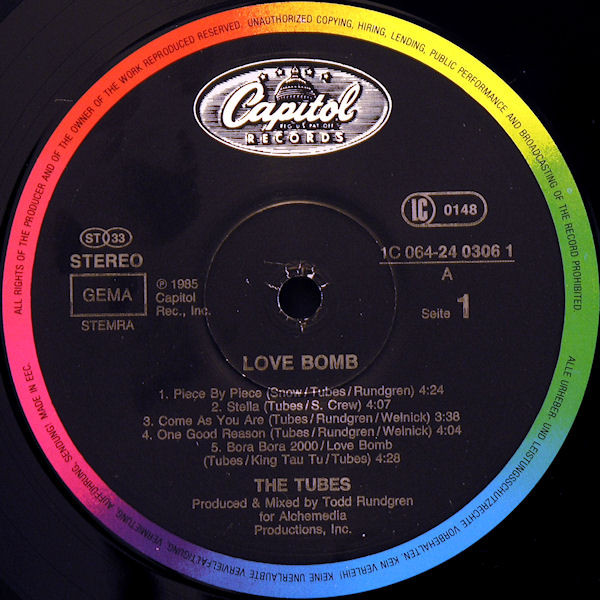 ALL RIGHTS OF THE PRODUCER AND OF THE OWNER OF THE WORK REPRODUCED RESERVED. UNAUTHORIZED COPYING, HIRING, LENDING, PUBLIC PERFORMANCE AND BROADCASTING OF THE RECORD PROHIBITED.
Capitol
REG. U.S. PAT. OFF.
RECORDS
LC 0148
ST 33
STEREO
GEMA
STEMRA
℗ 1985
Capitol
Rec., Inc.
1C 064-24 0306 1
A
Seite 1
LOVE BOMB
1. Piece By Piece (Snow/Tubes/Rundgren) 4:24
2. Stella (Tubes/S. Crew) 4:07
3. Come As You Are (Tubes/Rundgren/Welnick) 3:38
4. One Good Reason (Tubes/Rundgren/Welnick) 4:04
5. Bora Bora 2000/Love Bomb
(Tubes/King Tau Tu/Tubes) 4:28
THE TUBES
Produced & Mixed by Todd Rundgren
for Alchemedia
Productions, Inc.
ALLE URHEBER- UND LEISTUNGSSCHUTZRECHTE VORBEHALTEN. KEIN VERLEIH! KEINE UNERLAUBTE VERVIELFÄLTIGUNG, VERMIETUNG, AUFFÜHRUNG, SENDUNG! MADE IN EEC.